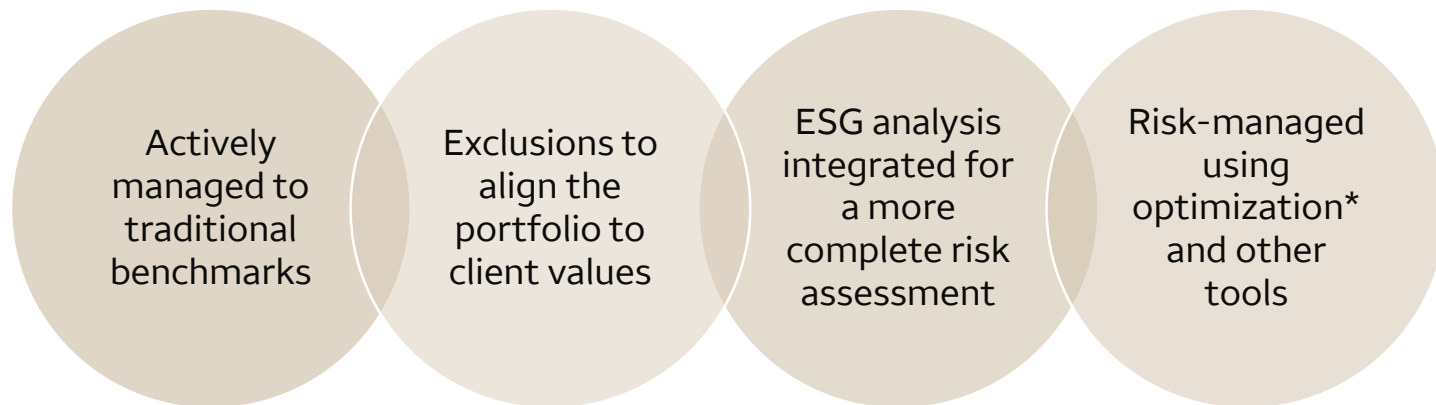 Actively
managed to
traditional
benchmarks
Exclusions to
align the
portfolio to
client values
ESG analysis
integrated for
a more
complete risk
assessment
Risk-managed
using
optimization*
and other
tools